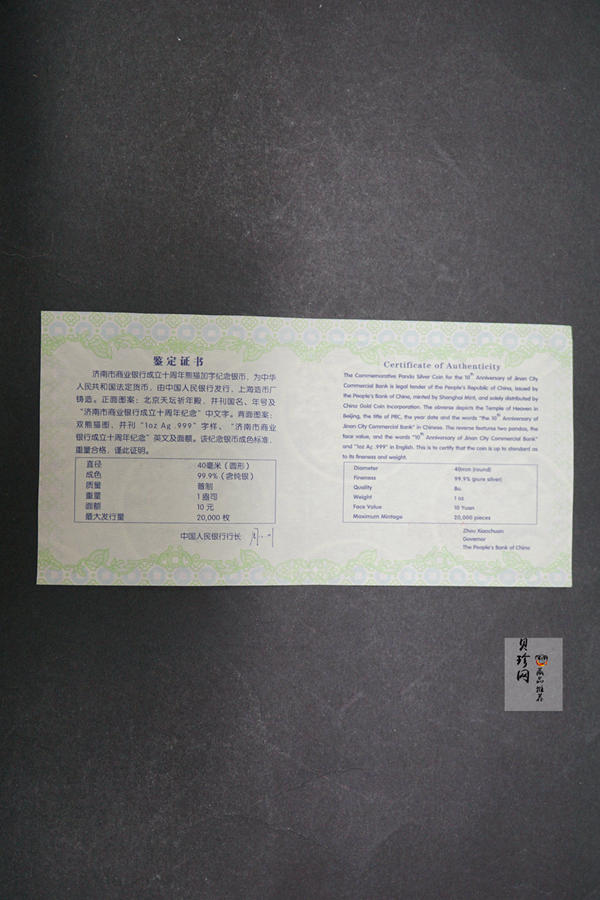 鉴定证书
济南市商业银行成立十周年熊猫加字纪念银币，为中华
人民共和国法定货币，由中国人民银行发行，上海造币厂
铸造。正面图案：北京天坛祈年殿，并刊国名、年号及
“济南市商业银行成立十周年纪念”中文字。背面图案：
双熊猫图，并刊“1oz Ag .999”字样、“济南市商业
银行成立十周年纪念”英文及面额。该纪念银币成色标准，
重量合格，谨此证明。
直径 40毫米（圆形）
成色 99.9%（含纯银）
质量 普制
重量 1盎司
面额 10元
最大发行量 20,000 枚
中国人民银行行长
Certificate of Authenticity
The Commemorative Panda Silver Coin for the 10th Anniversary of Jinan City
Commercial Bank is legal tender of the People's Republic of China, issued by
the People's Bank of China, minted by Shanghai Mint, and solely distributed by
China Gold Coin Incorporation. The obverse depicts the Temple of Heaven in
Beijing, the title of PRC, the year date and the words "the 10th Anniversary of
Jinan City Commercial Bank" in Chinese. The reverse features two pandas, the
face value, and the words "10th Anniversary of Jinan City Commercial Bank"
and "1oz Ag .999" in English. This is to certify that the coin is up to standard as
to its fineness and weight.
Diameter 40mm (round)
Fineness 99.9% (pure silver)
Quality Bu.
Weight 1 oz
Face Value 10 Yuan
Maximum Mintage 20,000 pieces
Zhou Xiaochuan
Governor
The People's Bank of China
贝珍网
藏品推荐